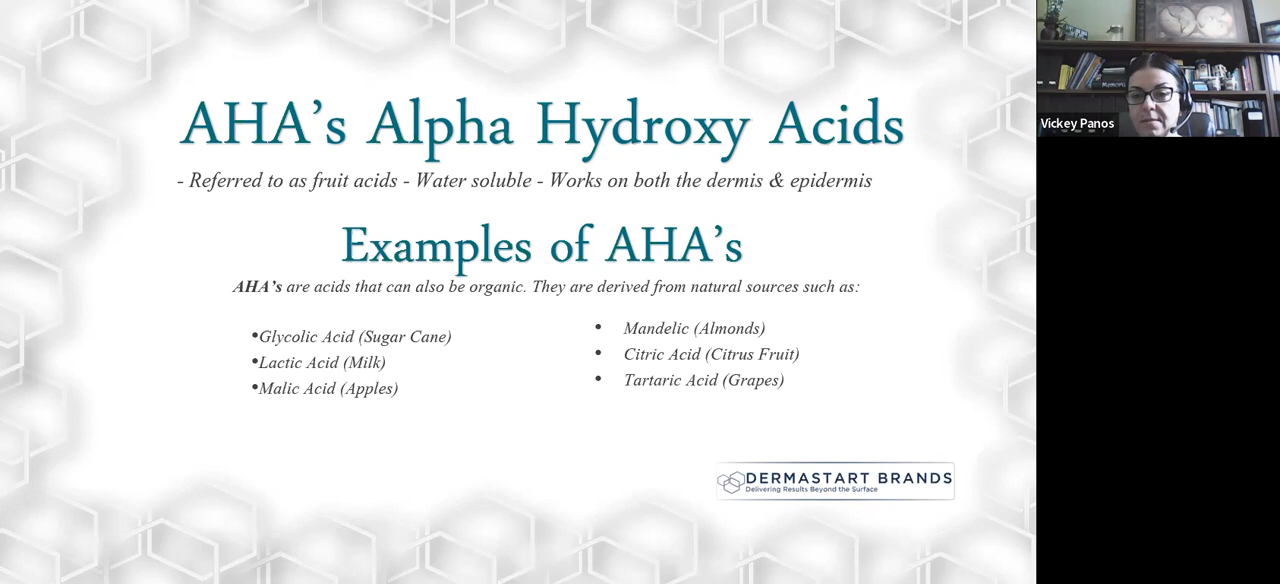 AHA’s Alpha Hydroxy Acids
- Referred to as fruit acids - Water soluble - Works on both the dermis & epidermis
Examples of AHA’s
AHA’s are acids that can also be organic. They are derived from natural sources such as:
•Glycolic Acid (Sugar Cane)
•Lactic Acid (Milk)
•Malic Acid (Apples)
• Mandelic (Almonds)
• Citric Acid (Citrus Fruit)
• Tartaric Acid (Grapes)
DERMASTART BRANDS
Delivering Results Beyond the Surface
Vickey Panos